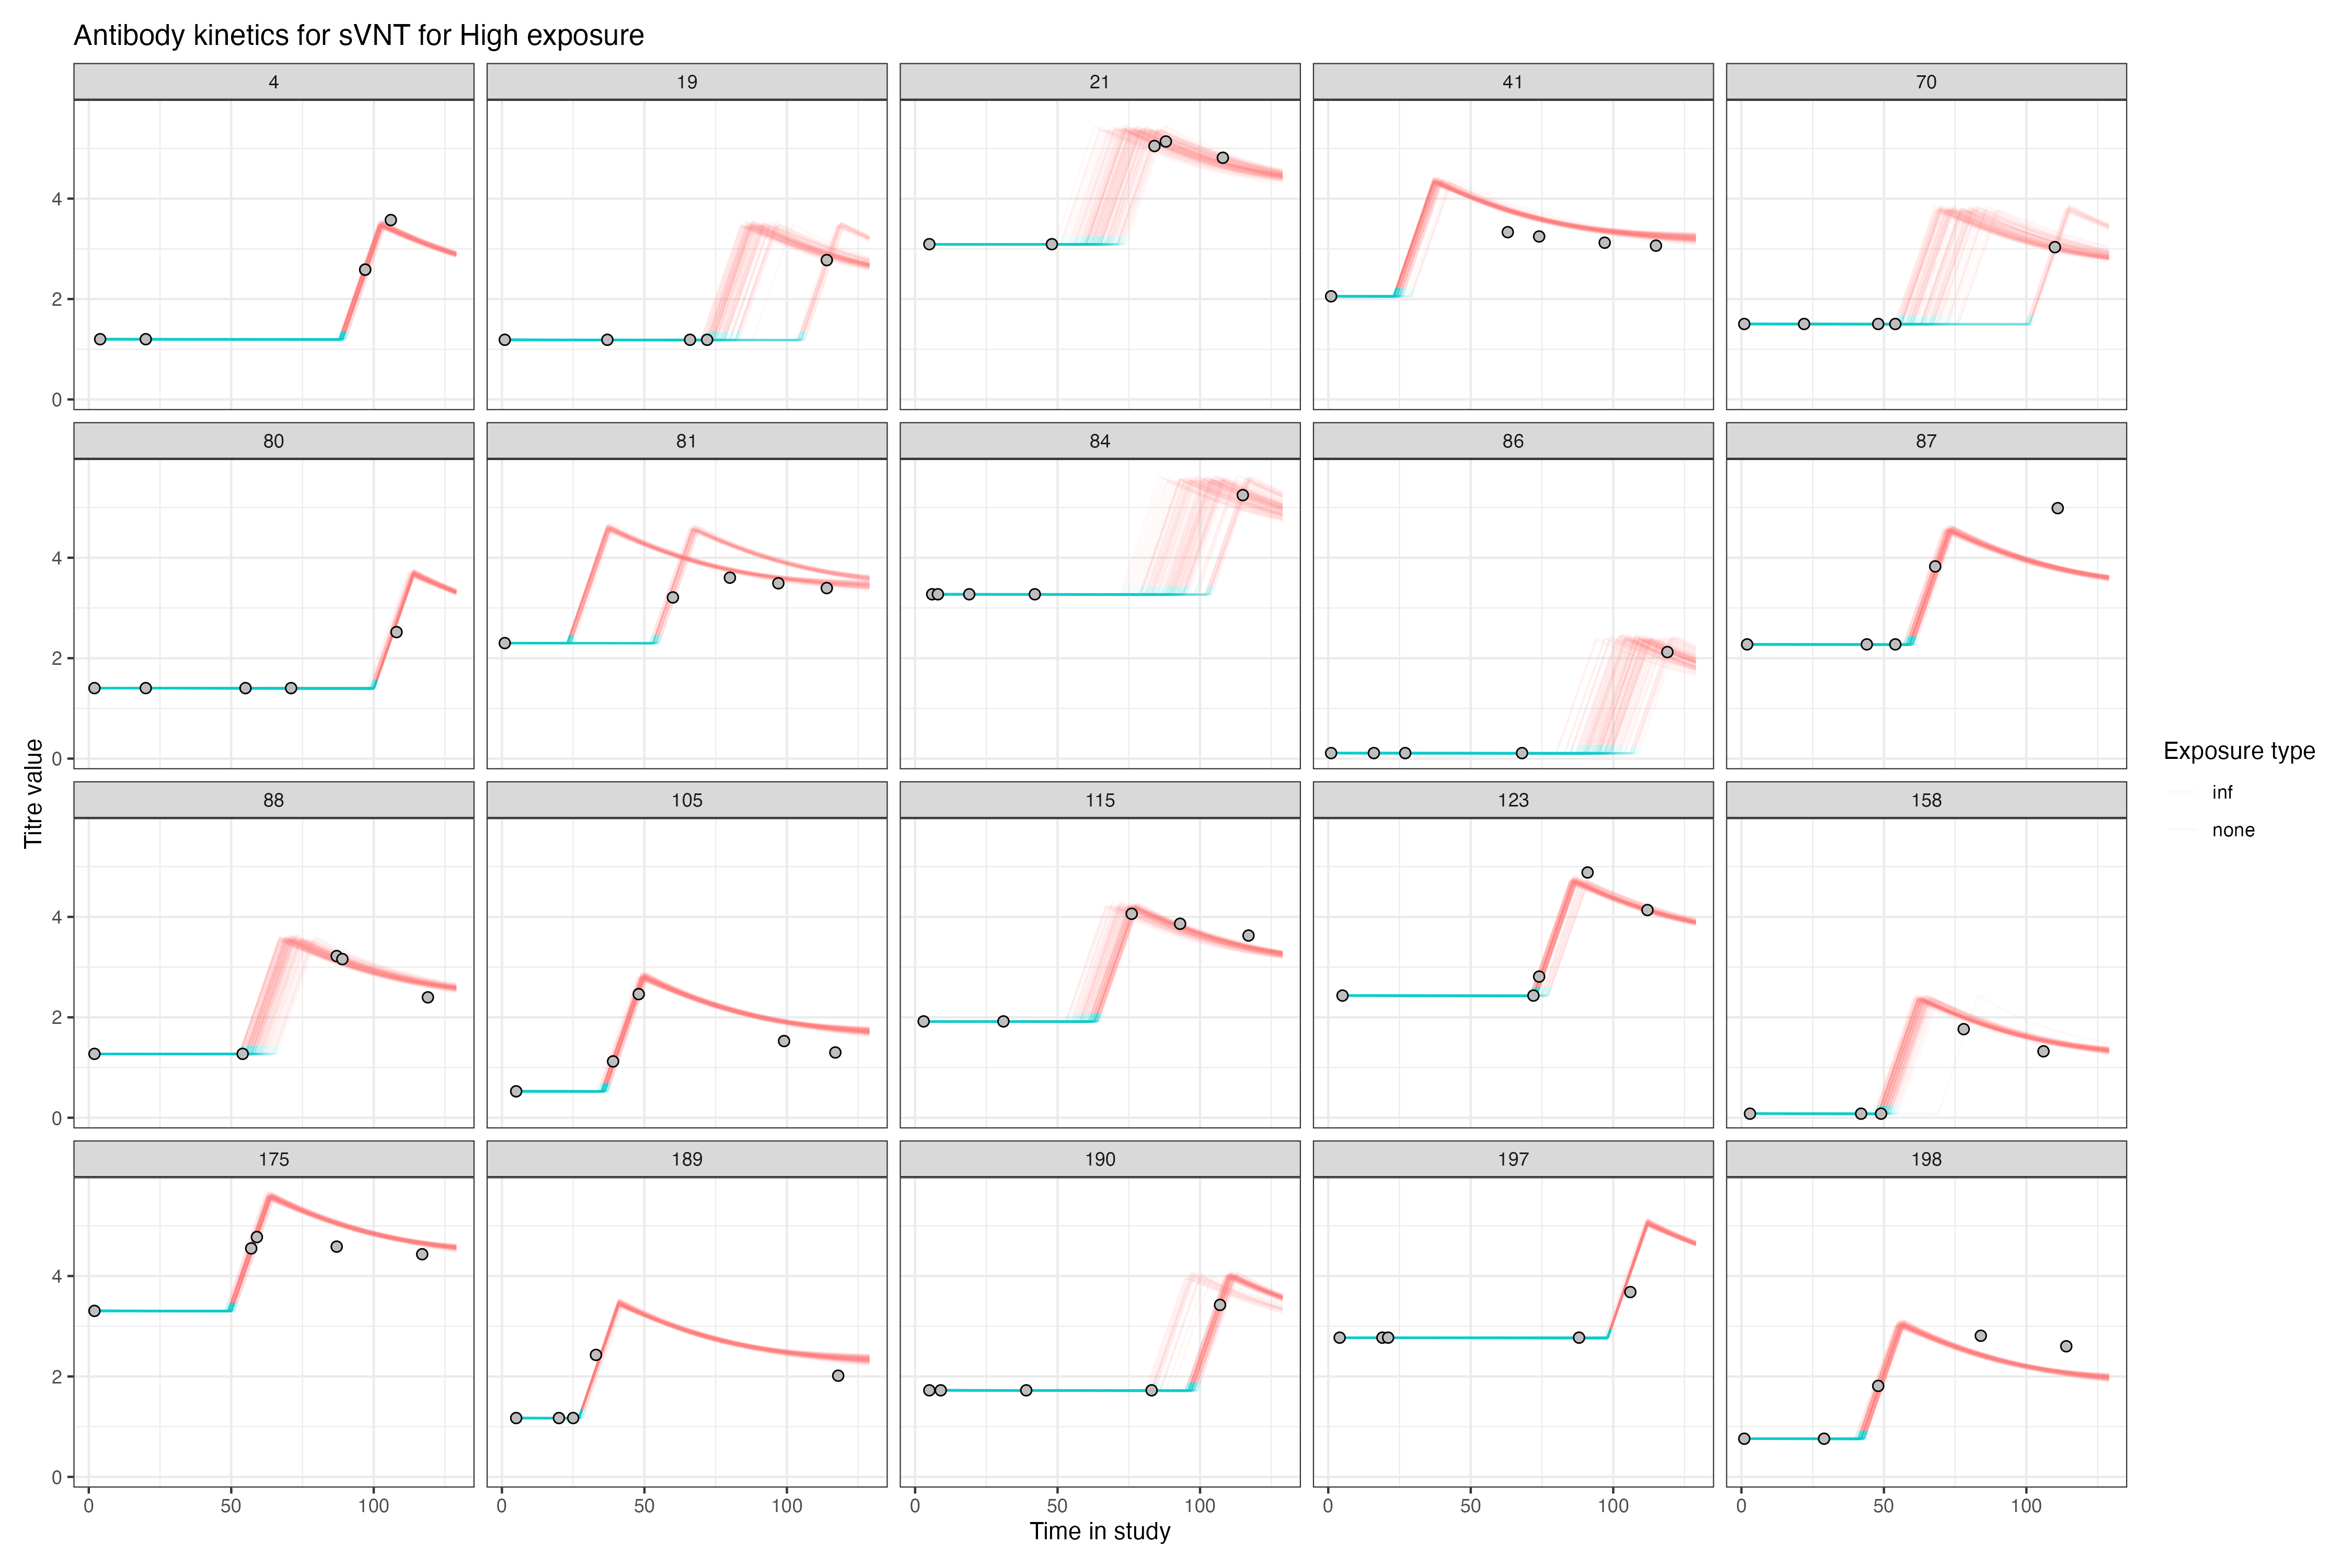 Antibody kinetics for sVNT for High exposure
4 19 21 41 70
4
2
0
80 81 84 86 87
4
2
0
88 105 115 123 158
4
2
0
175 189 190 197 198
4
2
0
0 50 100 0 50 100 0 50 100 0 50 100 0 50 100
Time in study
Titre value
Exposure type
inf
none